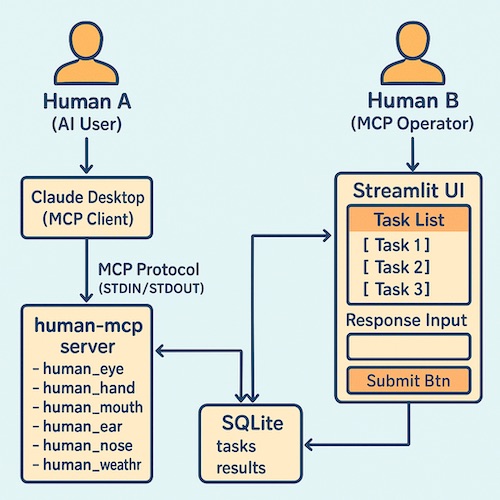 Human A
(AI User)
Claude Desktop
(MCP Client)
MCP Protocol
(STDIN/STDOUT)
human-mcp
server
- human_eye
- human_hand
- human_mouth
- human_ear
- human_nose
- human_weathr
SQLite
tasks
results
Human B
(MCP Operator)
Streamlit UI
Task List
[ Task 1 ]
[ Task 2 ]
[ Task 3 ]
Response Input
Submit Btn